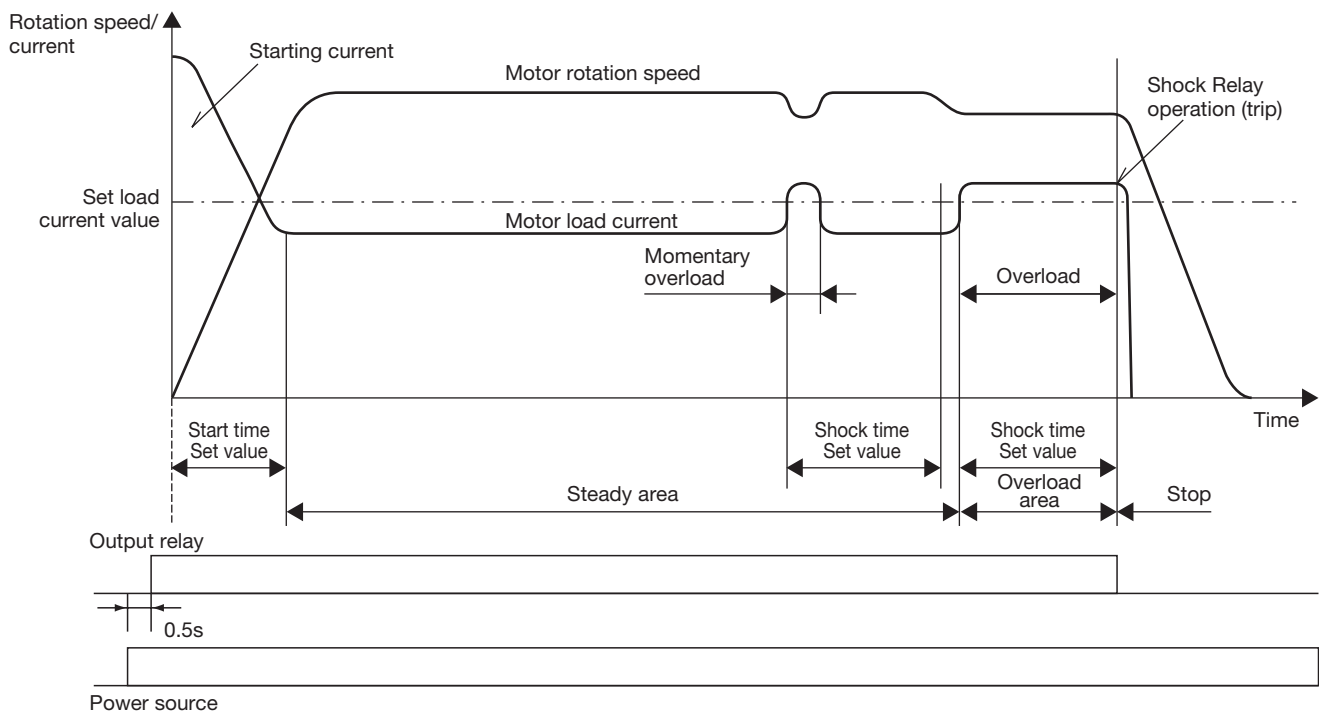 Rotation speed/
current
Starting current
Motor rotation speed
Shock Relay
operation (trip)
Set load
current value
Motor load current
Momentary
overload
Overload
Time
Start time
Set value
Shock time
Set value
Shock time
Set value
Steady area
Overload
area
Stop
Output relay
0.5s
Power source